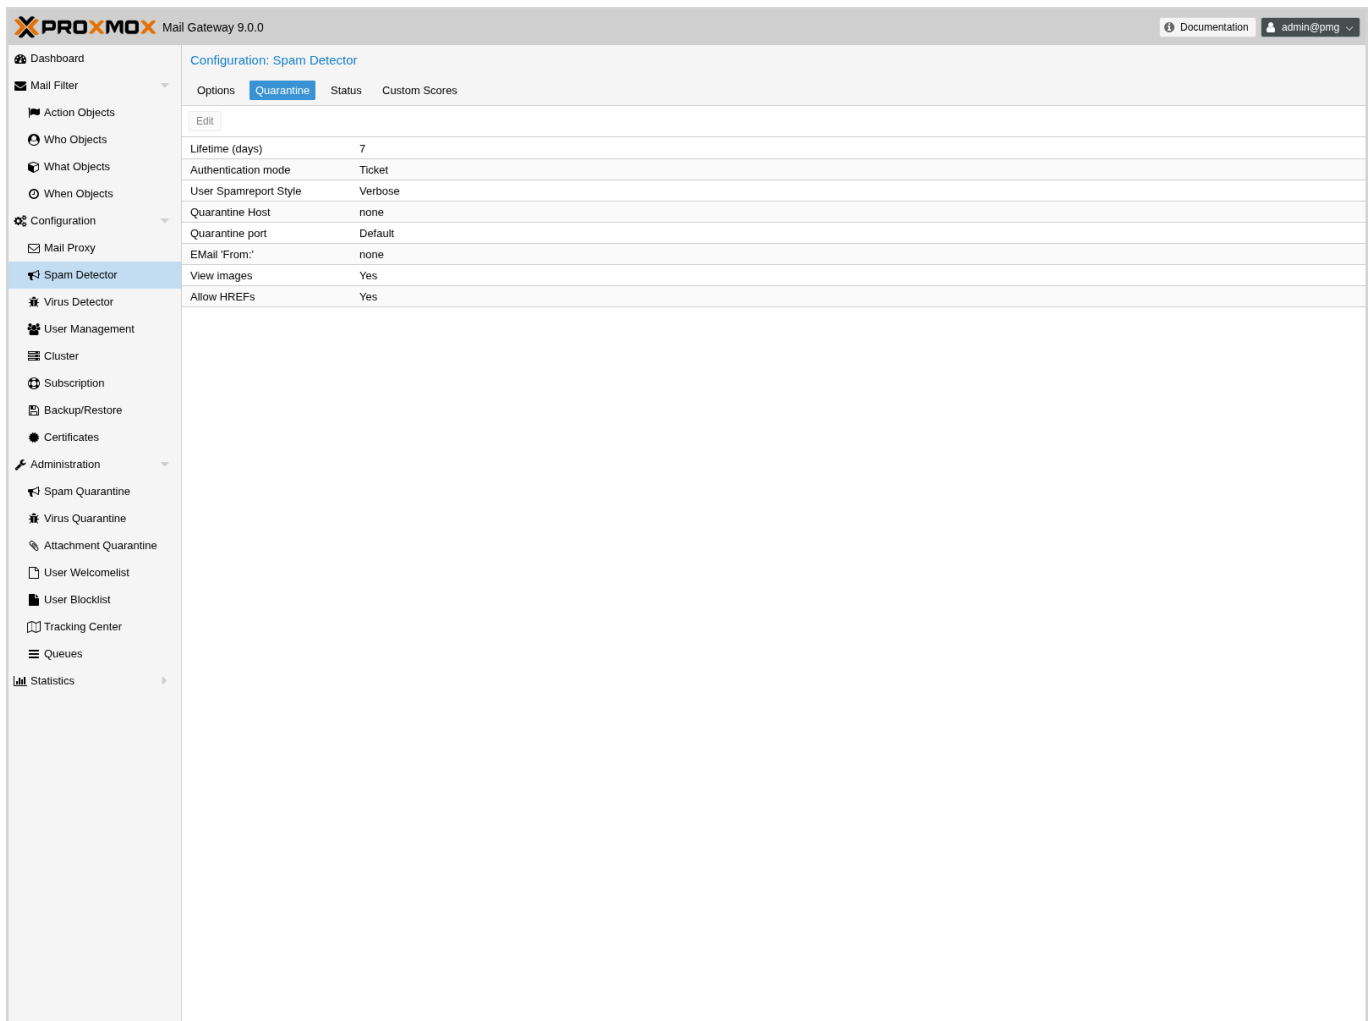 PROXMOX Mail Gateway 9.0.0 Documentation admin@pmg
Dashboard
Mail Filter
Action Objects
Who Objects
What Objects
When Objects
Configuration
Mail Proxy
Spam Detector
Virus Detector
User Management
Cluster
Subscription
Backup/Restore
Certificates
Administration
Spam Quarantine
Virus Quarantine
Attachment Quarantine
User Welcomelist
User Blocklist
Tracking Center
Queues
Statistics
Configuration: Spam Detector
Options Quarantine Status Custom Scores
Edit
Lifetime (days) 7
Authentication mode Ticket
User Spamreport Style Verbose
Quarantine Host none
Quarantine port Default
EMail 'From:' none
View images Yes
Allow HREFs Yes